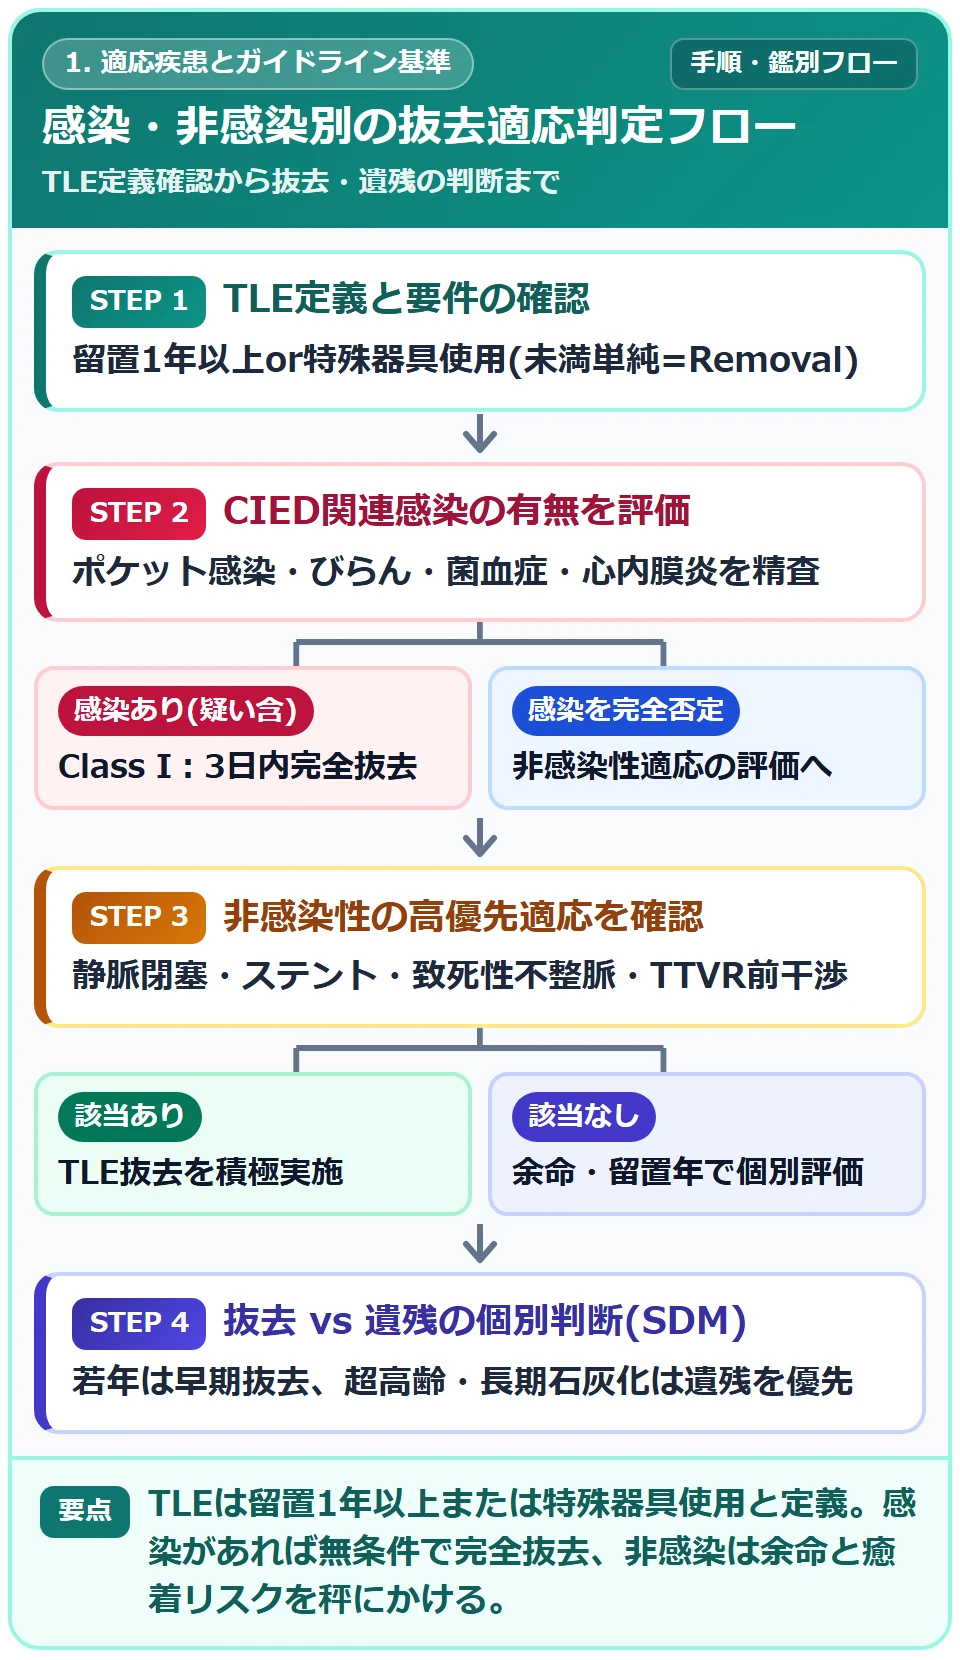 1. 適応疾患とガイドライン基準
手順・鑑別フロー
感染・非感染別の抜去適応判定フロー
TLE定義確認から抜去・遺残の判断まで
STEP 1 TLE定義と要件の確認
留置1年以上or特殊器具使用(未満単純=Removal)
STEP 2 CIED関連感染の有無を評価
ポケット感染・びらん・菌血症・心内膜炎を精査
感染あり(疑い含)
Class I：3日内完全抜去
感染を完全否定
非感染性適応の評価へ
STEP 3 非感染性の高優先適応を確認
静脈閉塞・ステント・致死性不整脈・TTVR前干渉
該当あり
TLE抜去を積極実施
該当なし
余命・留置年で個別評価
STEP 4 抜去 vs 遺残の個別判断(SDM)
若年は早期抜去、超高齢・長期石灰化は遺残を優先
要点
TLEは留置1年以上または特殊器具使用と定義。感
染があれば無条件で完全抜去、非感染は余命と癒
着リスクを秤にかける。